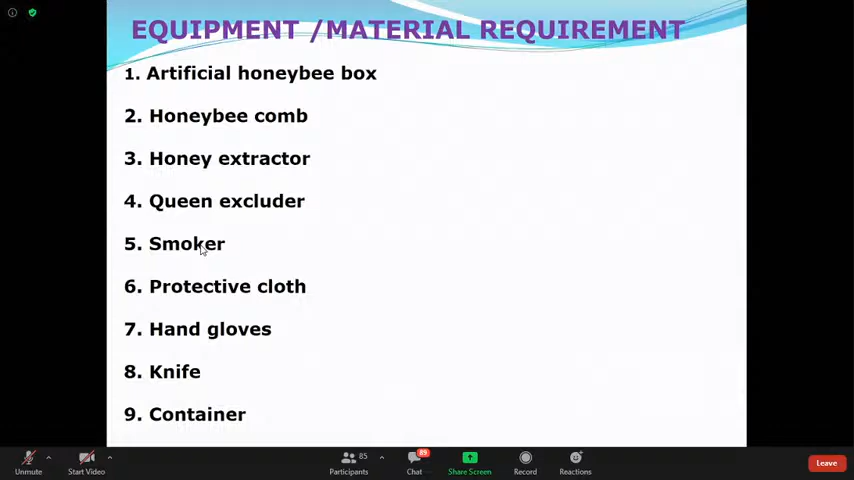 EQUIPMENT /MATERIAL REQUIREMENT
1. Artificial honeybee box
2. Honeybee comb
3. Honey extractor
4. Queen excluder
5. Smoker
6. Protective cloth
7. Hand gloves
8. Knife
9. Container
85 89
Unmute Start Video Participants Chat Share Screen Record Reactions Leave